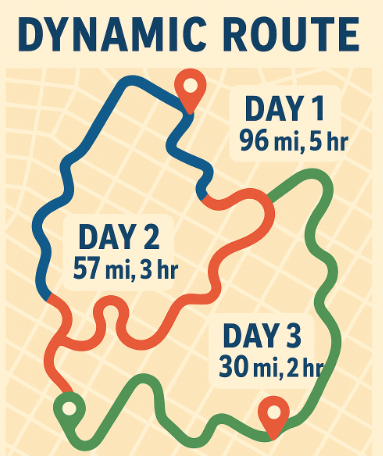 DYNAMIC ROUTE
DAY 1
96 mi, 5 hr
DAY 2
57 mi, 3 hr
DAY 3
30 mi, 2 hr